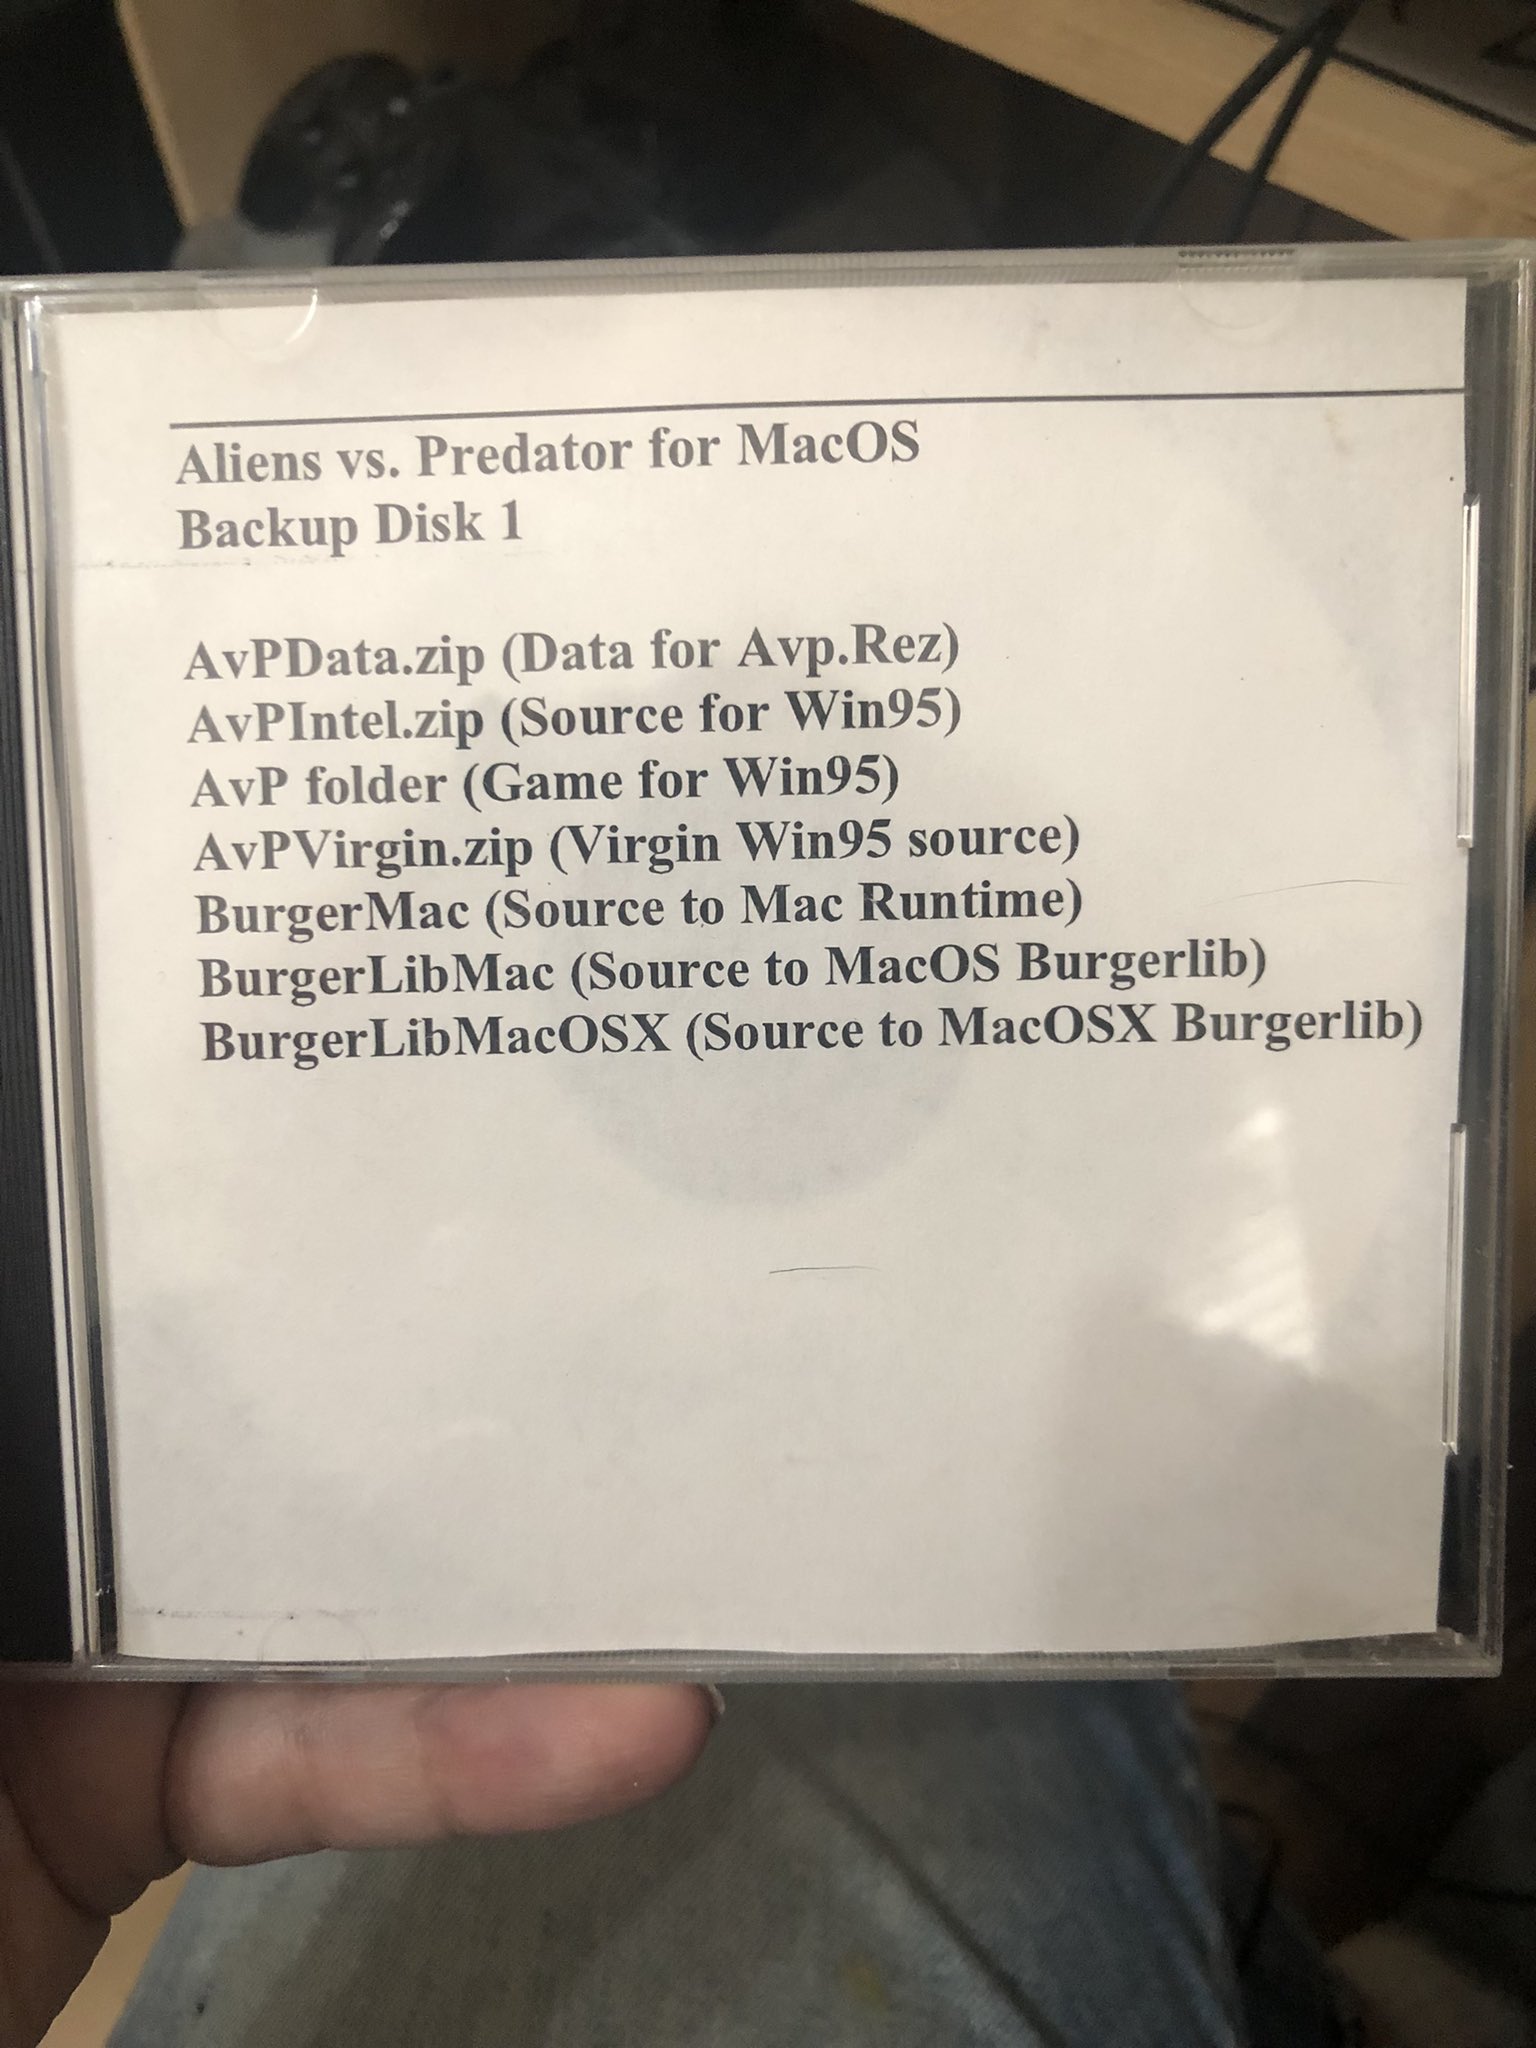 Aliens vs. Predator for MacOS
Backup Disk 1
AvPData.zip (Data for Avp.Rez)
AvPIntel.zip (Source for Win95)
AvP folder (Game for Win95)
AvPVirgin.zip (Virgin Win95 source)
BurgerMac (Source to Mac Runtime)
BurgerLibMac (Source to MacOS Burgerlib)
BurgerLibMacOSX (Source to MacOSX Burgerlib)